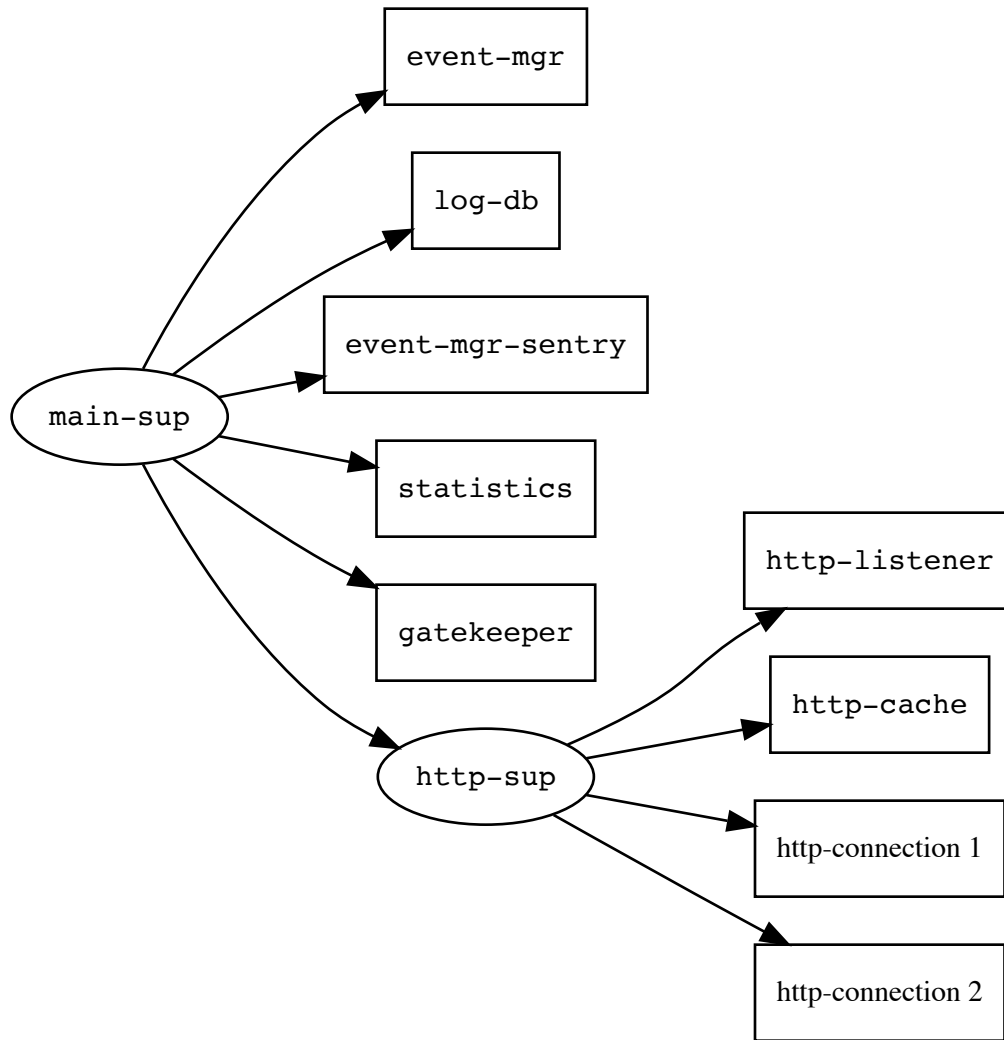 event-mgr
log-db
event-mgr-sentry
main-sup
statistics
http-listener
gatekeeper
http-cache
http-sup
http-connection 1
http-connection 2